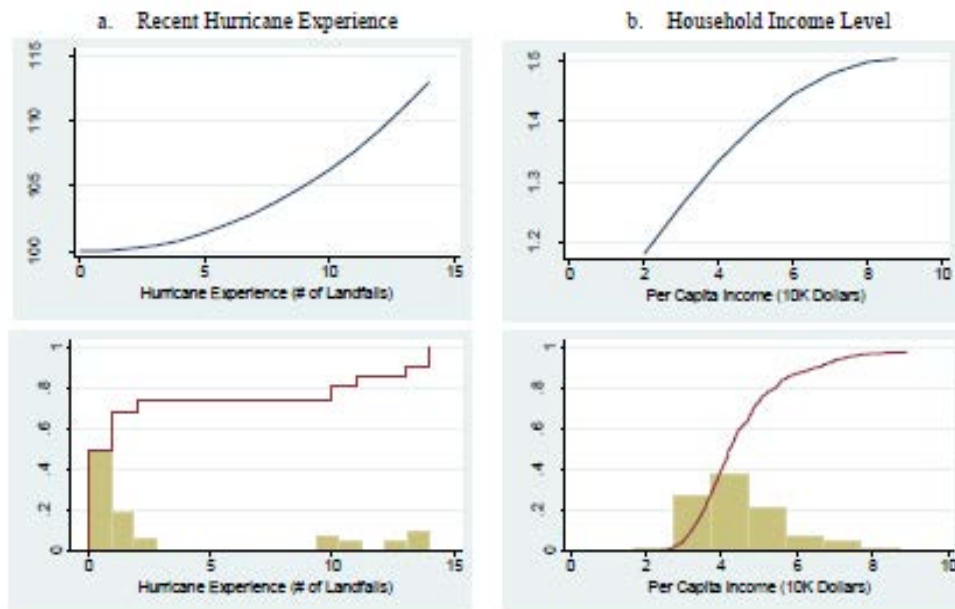 a. Recent Hurricane Experience
b. Household Income Level
115
110
105
100
0 5 10 15
Hurricane Experience (# of Landfalls)
1.5
1.4
1.3
1.2
0 2 4 6 8 10
Per Capita Income (10K Dollars)
1
.8
.6
.4
.2
0
0 5 10 15
Hurricane Experience (# of Landfalls)
1
.8
.6
.4
.2
0
0 2 4 6 8 10
Per Capita Income (10K Dollars)